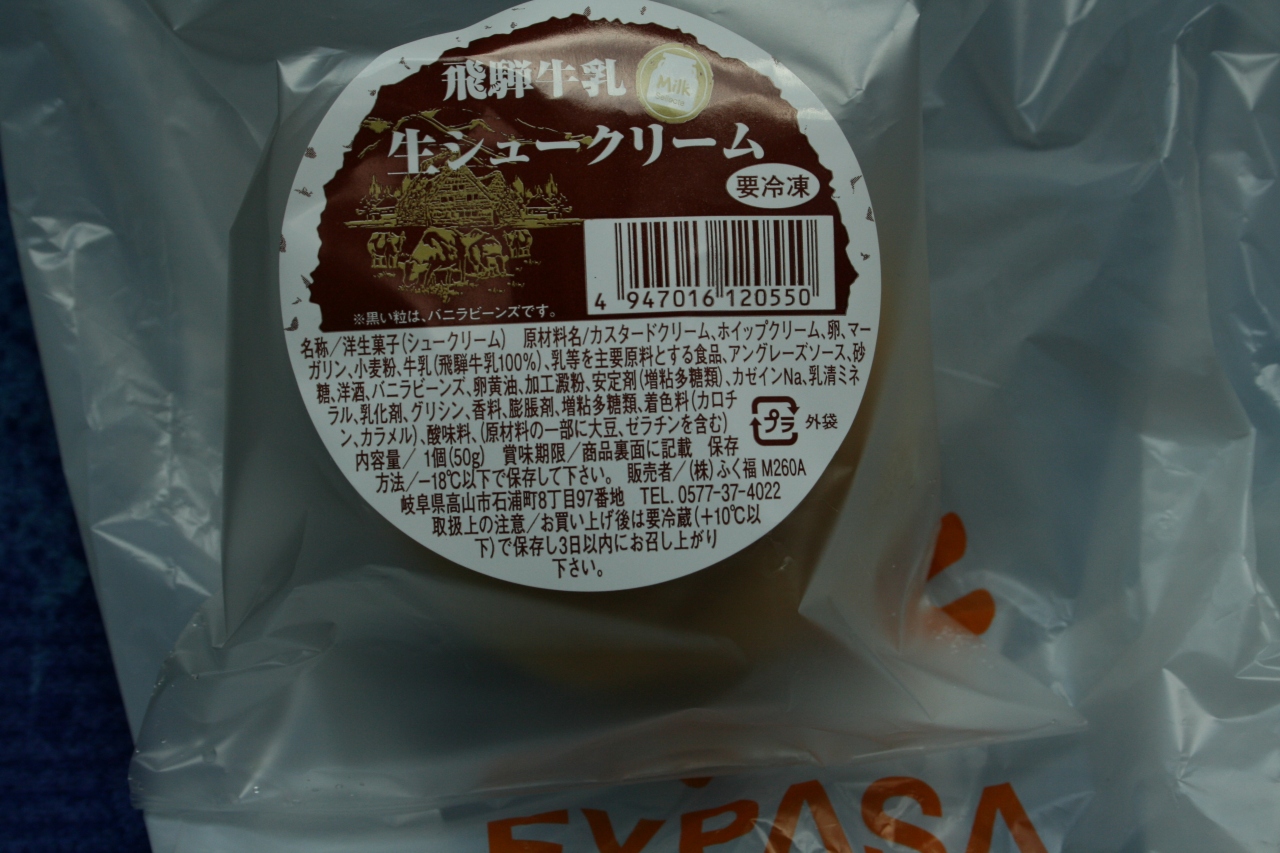 飛騨牛乳
Milk
生シュークリーム
要冷凍
4 947016 120550
※黒い粒は、バニラビーンズです。
名称/洋生菓子(シュークリーム) 原材料名/カスタードクリーム、ホイップクリーム、卵、マー
ガリン、小麦粉、牛乳(飛騨牛乳100%)、乳等を主要原料とする食品、アングレーズソース、砂
糖、洋酒、バニラビーンズ、卵黄油、加工澱粉、安定剤(増粘多糖類)、カゼインNa、乳清ミネ
ラル、乳化剤、グリシン、香料、膨脹剤、増粘多糖類、着色料(カロチ
ン、カラメル)、酸味料、(原材料の一部に大豆、ゼラチンを含む)
プラ 外袋
内容量/1個(50g) 賞味期限/商品裏面に記載 保存
方法/−18℃以下で保存して下さい。 販売者/(株)ふく福 M260A
岐阜県高山市石浦町8丁目97番地 TEL. 0577-37-4022
取扱上の注意/お買い上げ後は要冷蔵(+10℃以
下)で保存し3日以内にお召し上がり
下さい。
EXPASA